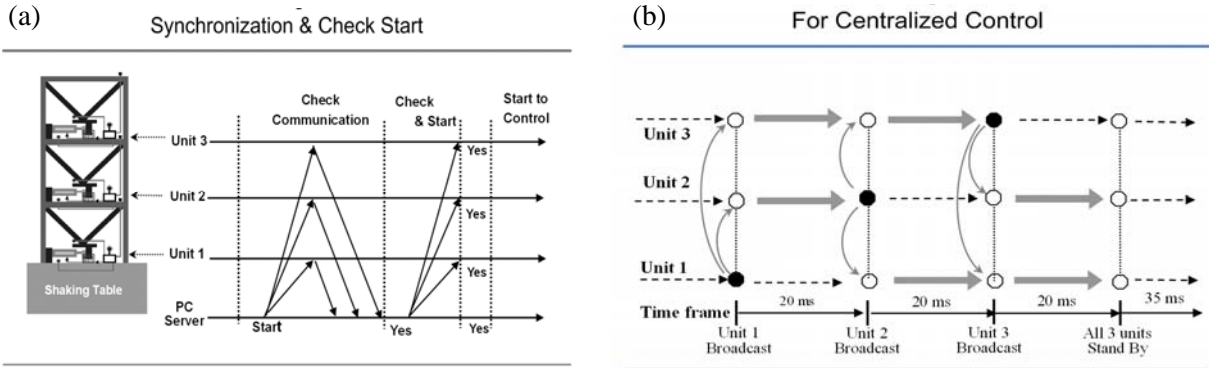 (a)
Synchronization & Check Start
Check
Communication
Check
& Start
Start to
Control
Unit 3
Yes
Unit 2
Yes
Unit 1
Yes
Shaking Table
PC
Server
Start
Yes
Yes
(b)
For Centralized Control
Unit 3
Unit 2
Unit 1
20 ms
20 ms
20 ms
35 ms
Time frame
Unit 1
Broadcast
Unit 2
Broadcast
Unit 3
Broadcast
All 3 units
Stand By